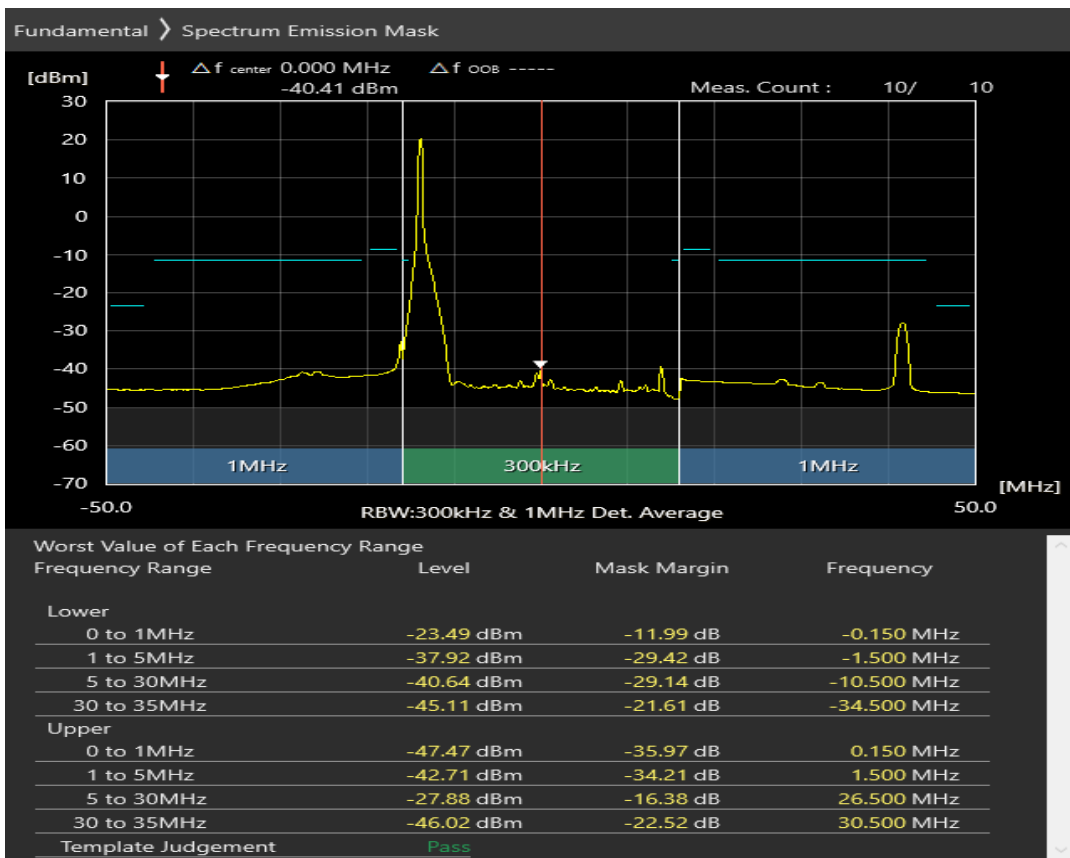 Fundamental 〉 Spectrum Emission Mask
[dBm] △f center 0.000 MHz △f OOB -----
-40.41 dBm Meas. Count : 10/ 10
30
20
10
0
-10
-20
-30
-40
-50
-60
1MHz 300kHz 1MHz
-70 [MHz]
-50.0 RBW:300kHz & 1MHz Det. Average 50.0
Worst Value of Each Frequency Range
Frequency Range Level Mask Margin Frequency
Lower
0 to 1MHz -23.49 dBm -11.99 dB -0.150 MHz
1 to 5MHz -37.92 dBm -29.42 dB -1.500 MHz
5 to 30MHz -40.64 dBm -29.14 dB -10.500 MHz
30 to 35MHz -45.11 dBm -21.61 dB -34.500 MHz
Upper
0 to 1MHz -47.47 dBm -35.97 dB 0.150 MHz
1 to 5MHz -42.71 dBm -34.21 dB 1.500 MHz
5 to 30MHz -27.88 dBm -16.38 dB 26.500 MHz
30 to 35MHz -46.02 dBm -22.52 dB 30.500 MHz
Template Judgement Pass